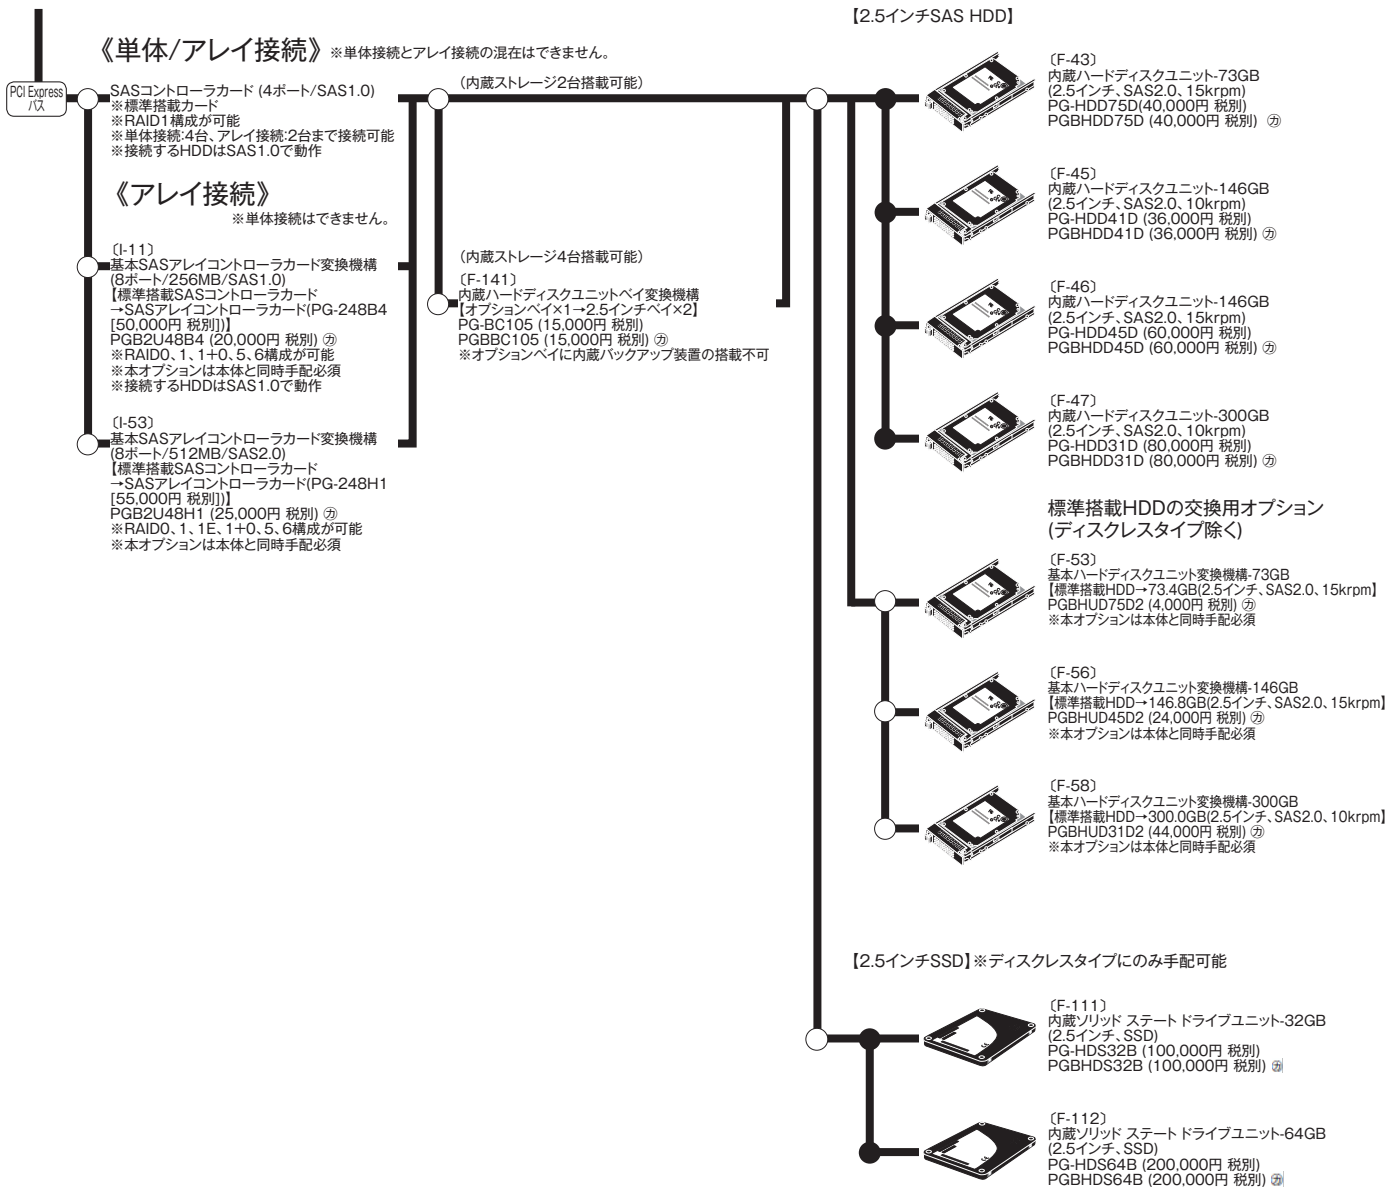 PCI Express
バス
《単体/アレイ接続》※単体接続とアレイ接続の混在はできません。
SASコントローラカード (4ポート/SAS1.0)
※標準搭載カード
※RAID1構成が可能
※単体接続:4台、アレイ接続:2台まで接続可能
※接続するHDDはSAS1.0で動作
《アレイ接続》
※単体接続はできません。
〔I-11〕
基本SASアレイコントローラカード変換機構
(8ポート/256MB/SAS1.0)
【標準搭載SASコントローラカード
→SASアレイコントローラカード(PG-248B4
[50,000円 税別])】
PGB2U48B4 (20,000円 税別) ㋕
※RAID0、1、1+0、5、6構成が可能
※本オプションは本体と同時手配必須
※接続するHDDはSAS1.0で動作
〔I-53〕
基本SASアレイコントローラカード変換機構
(8ポート/512MB/SAS2.0)
【標準搭載SASコントローラカード
→SASアレイコントローラカード(PG-248H1
[55,000円 税別])】
PGB2U48H1 (25,000円 税別) ㋕
※RAID0、1、1E、1+0、5、6構成が可能
※本オプションは本体と同時手配必須
(内蔵ストレージ2台搭載可能)
(内蔵ストレージ4台搭載可能)
〔F-141〕
内蔵ハードディスクユニットベイ変換機構
【オプションベイ×1→2.5インチベイ×2】
PG-BC105 (15,000円 税別)
PGBBC105 (15,000円 税別) ㋕
※オプションベイに内蔵バックアップ装置の搭載不可
【2.5インチSAS HDD】
〔F-43〕
内蔵ハードディスクユニット-73GB
(2.5インチ、SAS2.0、15krpm)
PG-HDD75D(40,000円 税別)
PGBHDD75D (40,000円 税別) ㋕
〔F-45〕
内蔵ハードディスクユニット-146GB
(2.5インチ、SAS2.0、10krpm)
PG-HDD41D (36,000円 税別)
PGBHDD41D (36,000円 税別) ㋕
〔F-46〕
内蔵ハードディスクユニット-146GB
(2.5インチ、SAS2.0、15krpm)
PG-HDD45D (60,000円 税別)
PGBHDD45D (60,000円 税別) ㋕
〔F-47〕
内蔵ハードディスクユニット-300GB
(2.5インチ、SAS2.0、10krpm)
PG-HDD31D (80,000円 税別)
PGBHDD31D (80,000円 税別) ㋕
標準搭載HDDの交換用オプション
(ディスクレスタイプ除く)
〔F-53〕
基本ハードディスクユニット変換機構-73GB
【標準搭載HDD→73.4GB(2.5インチ、SAS2.0、15krpm】
PGBHUD75D2 (4,000円 税別) ㋕
※本オプションは本体と同時手配必須
〔F-56〕
基本ハードディスクユニット変換機構-146GB
【標準搭載HDD→146.8GB(2.5インチ、SAS2.0、15krpm】
PGBHUD45D2 (24,000円 税別) ㋕
※本オプションは本体と同時手配必須
〔F-58〕
基本ハードディスクユニット変換機構-300GB
【標準搭載HDD→300.0GB(2.5インチ、SAS2.0、10krpm】
PGBHUD31D2 (44,000円 税別) ㋕
※本オプションは本体と同時手配必須
【2.5インチSSD】※ディスクレスタイプにのみ手配可能
〔F-111〕
内蔵ソリッド ステートドライブユニット-32GB
(2.5インチ、SSD)
PG-HDS32B (100,000円 税別)
PGBHDS32B (100,000円 税別) ㋕
〔F-112〕
内蔵ソリッド ステートドライブユニット-64GB
(2.5インチ、SSD)
PG-HDS64B (200,000円 税別)
PGBHDS64B (200,000円 税別) ㋕